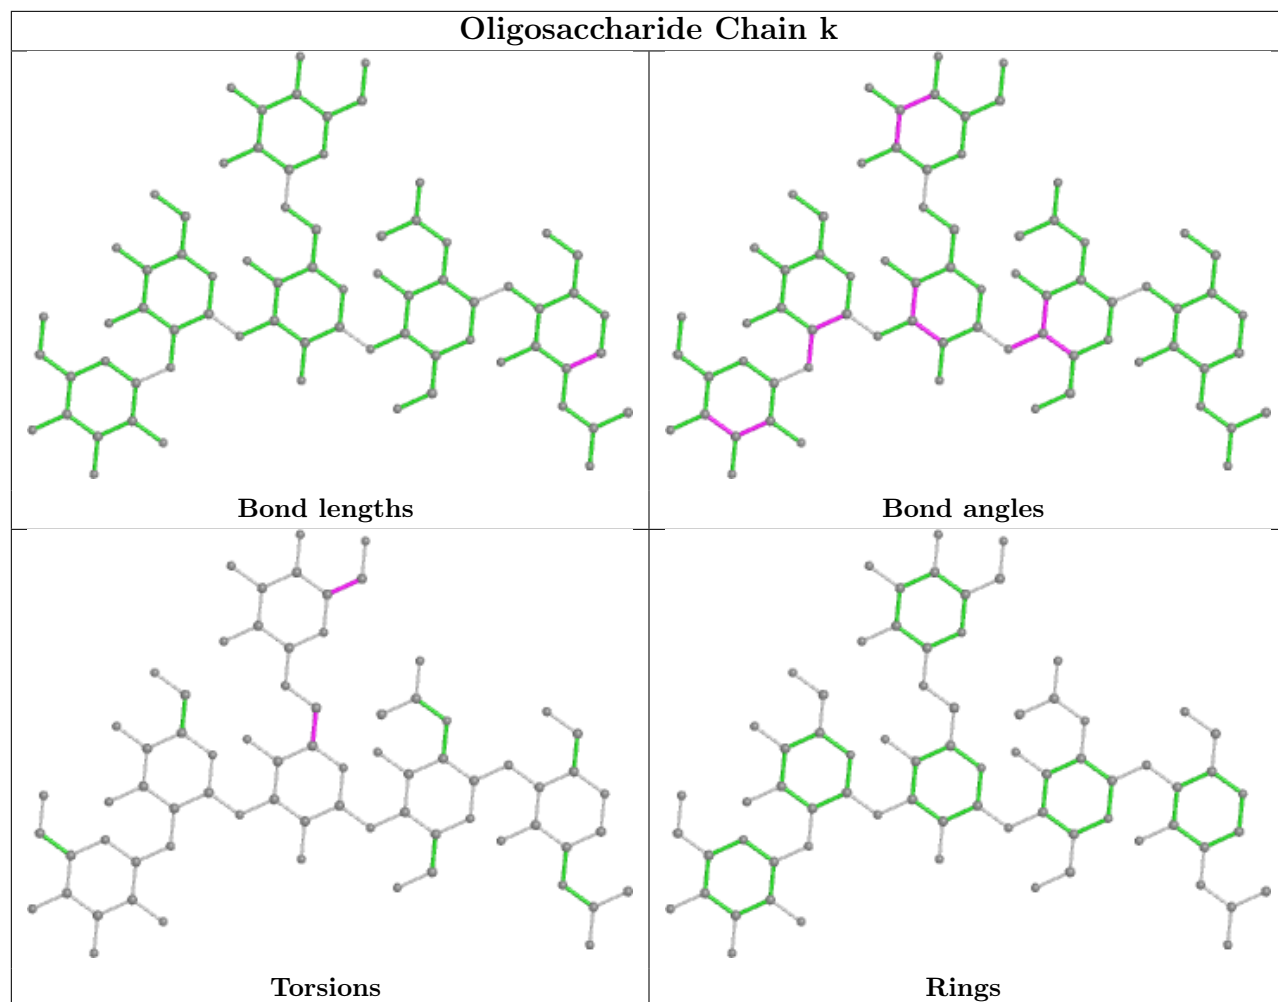 Oligosaccharide Chain k
Bond lengths
Bond angles
Torsions
Rings